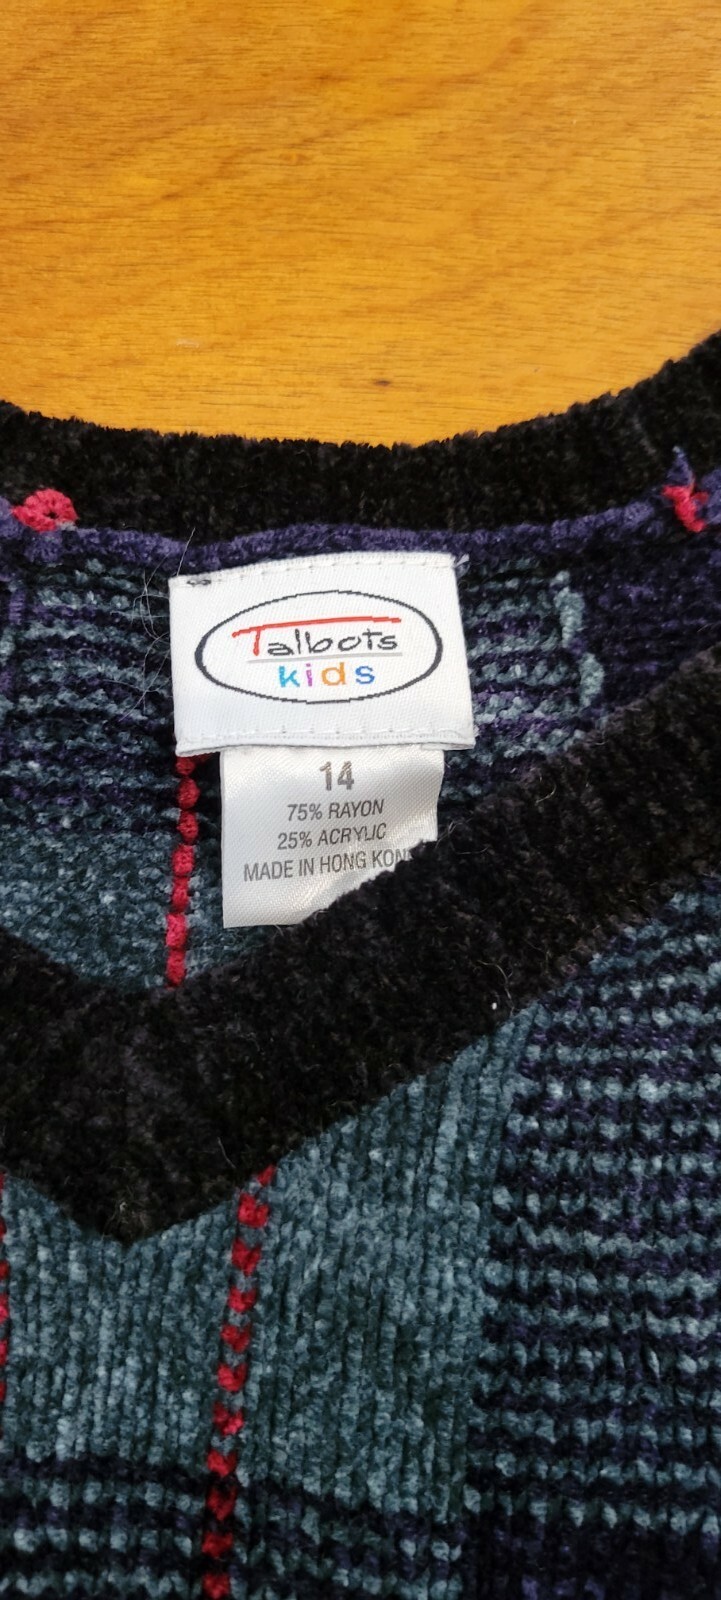 Talbots
kids
14
75% RAYON
25% ACRYLIC
MADE IN HONG KON